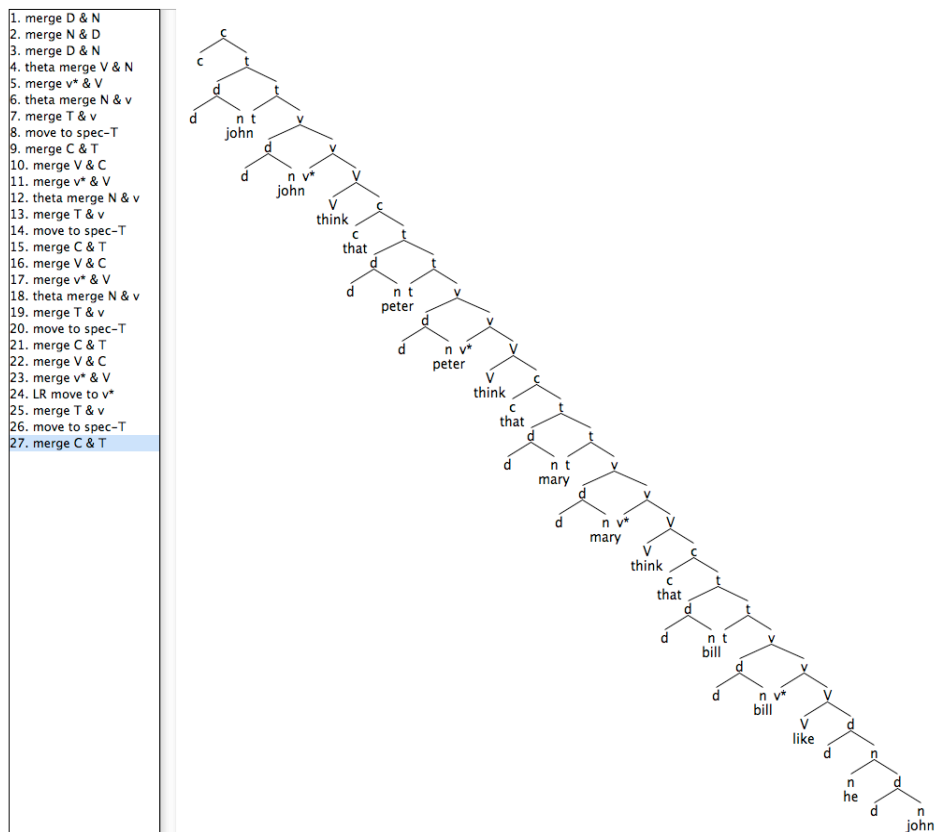 1. merge D & N
2. merge N & D
3. merge D & N
4. theta merge V & N
5. merge v* & V
6. theta merge N & v
7. merge T & v
8. move to spec-T
9. merge C & T
10. merge V & C
11. merge v* & V
12. theta merge N & v
13. merge T & v
14. move to spec-T
15. merge C & T
16. merge V & C
17. merge v* & V
18. theta merge N & v
19. merge T & v
20. move to spec-T
21. merge C & T
22. merge V & C
23. merge v* & V
24. LR move to v*
25. merge T & v
26. move to spec-T
27. merge C & T
c
c t
d t
d n t v
john
d v
d n v* V
john
V c
think
c t
that
d t
d n t v
peter
d v
d n v* V
peter
V c
think
c t
that
d t
d n t v
mary
d v
d n v* V
mary
V c
think
c t
that
d t
d n t v
bill
d v
d n v* V
bill
V d
like
d n
n d
he
d n
john